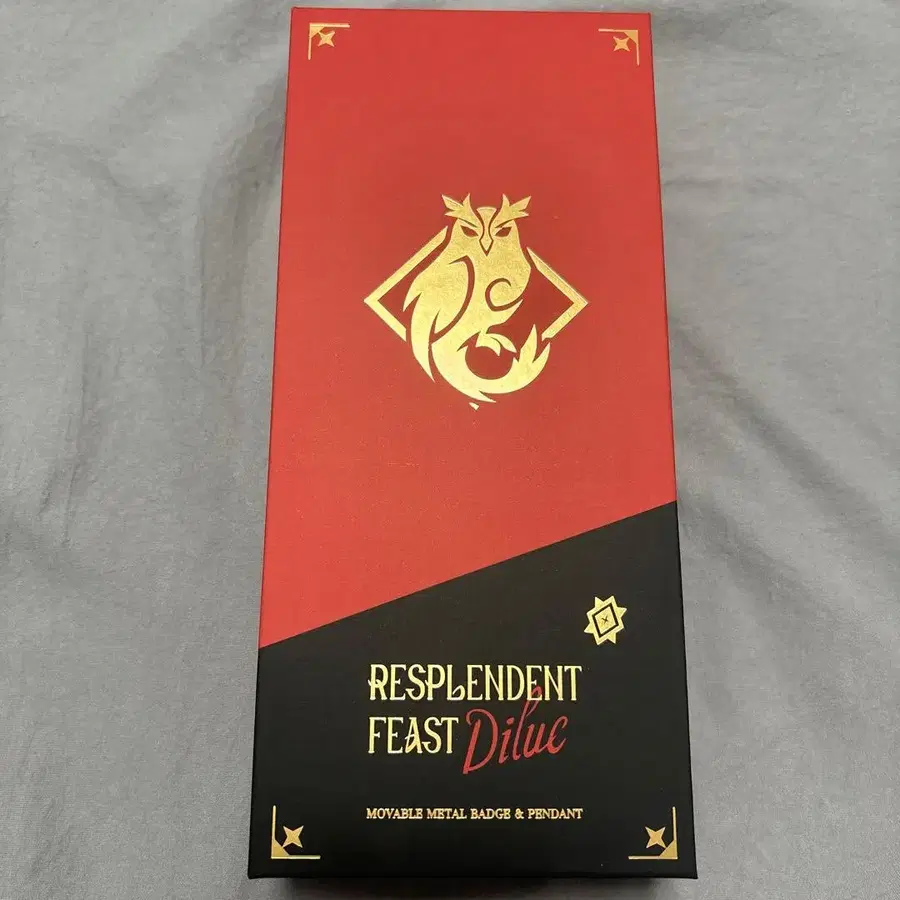 RESPLENDENT
FEAST Diluc
MOVABLE METAL BADGE & PENDANT